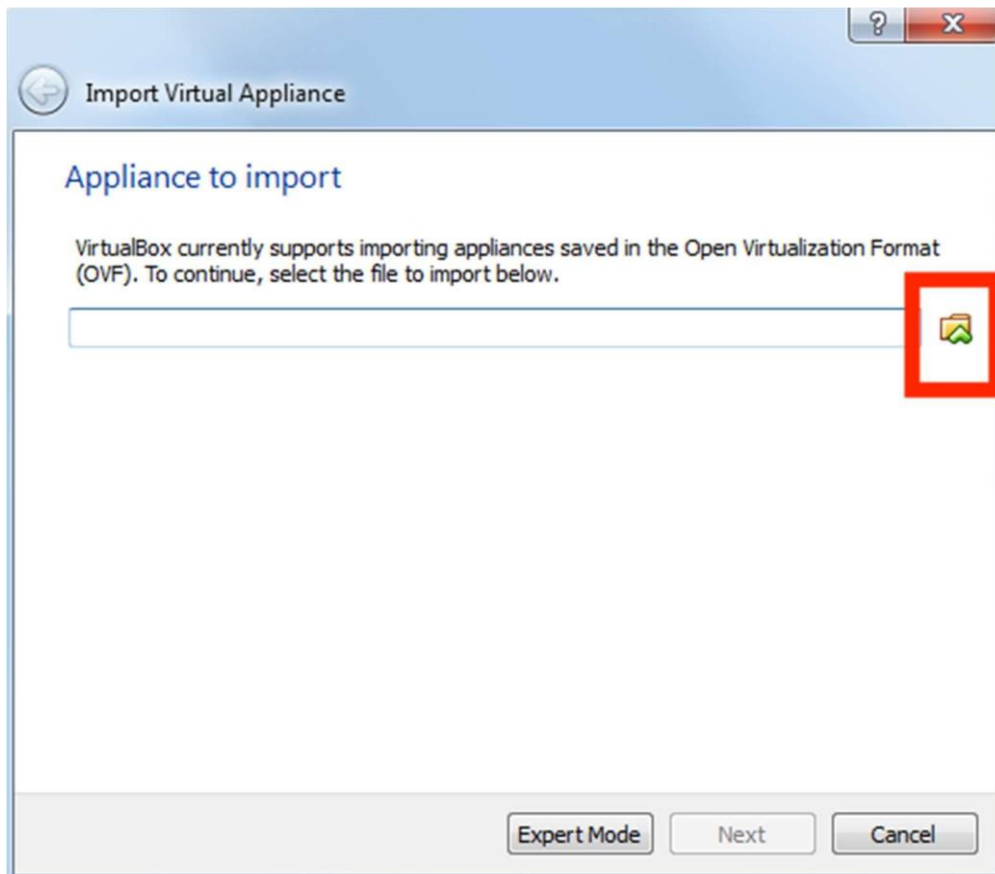 Import Virtual Appliance
Appliance to import
VirtualBox currently supports importing appliances saved in the Open Virtualization Format
(OVF). To continue, select the file to import below.
Expert Mode Next Cancel